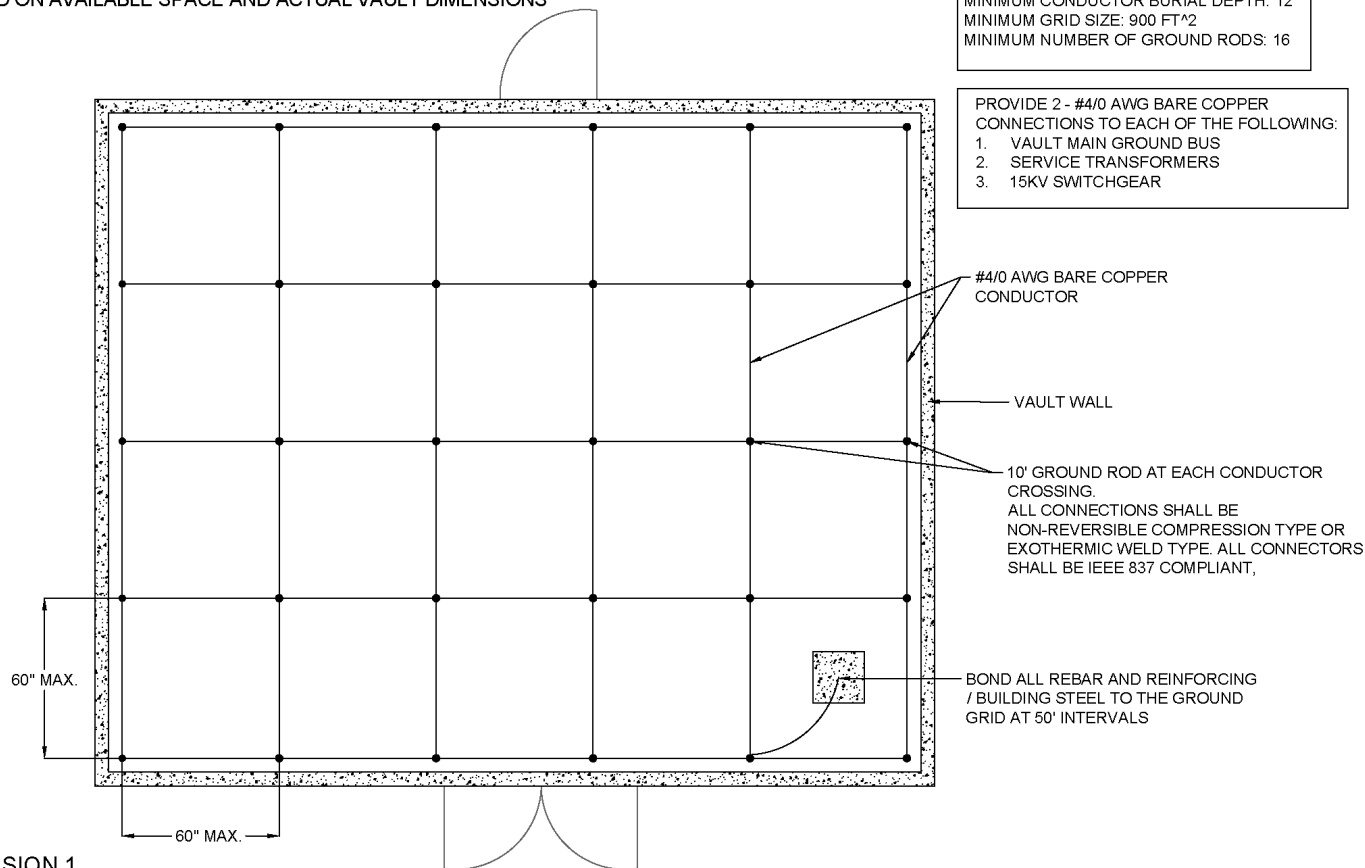 D ON AVAILABLE SPACE AND ACTUAL VAULT DIMENSIONS
MINIMUM CONDUCTOR BURIAL DEPTH: 12"
MINIMUM GRID SIZE: 900 FT^2
MINIMUM NUMBER OF GROUND RODS: 16
PROVIDE 2 - #4/0 AWG BARE COPPER
CONNECTIONS TO EACH OF THE FOLLOWING:
1. VAULT MAIN GROUND BUS
2. SERVICE TRANSFORMERS
3. 15KV SWITCHGEAR
#4/0 AWG BARE COPPER
CONDUCTOR
VAULT WALL
10' GROUND ROD AT EACH CONDUCTOR
CROSSING.
ALL CONNECTIONS SHALL BE
NON-REVERSIBLE COMPRESSION TYPE OR
EXOTHERMIC WELD TYPE. ALL CONNECTORS
SHALL BE IEEE 837 COMPLIANT,
60" MAX.
BOND ALL REBAR AND REINFORCING
/ BUILDING STEEL TO THE GROUND
GRID AT 50' INTERVALS
60" MAX.
SION 1